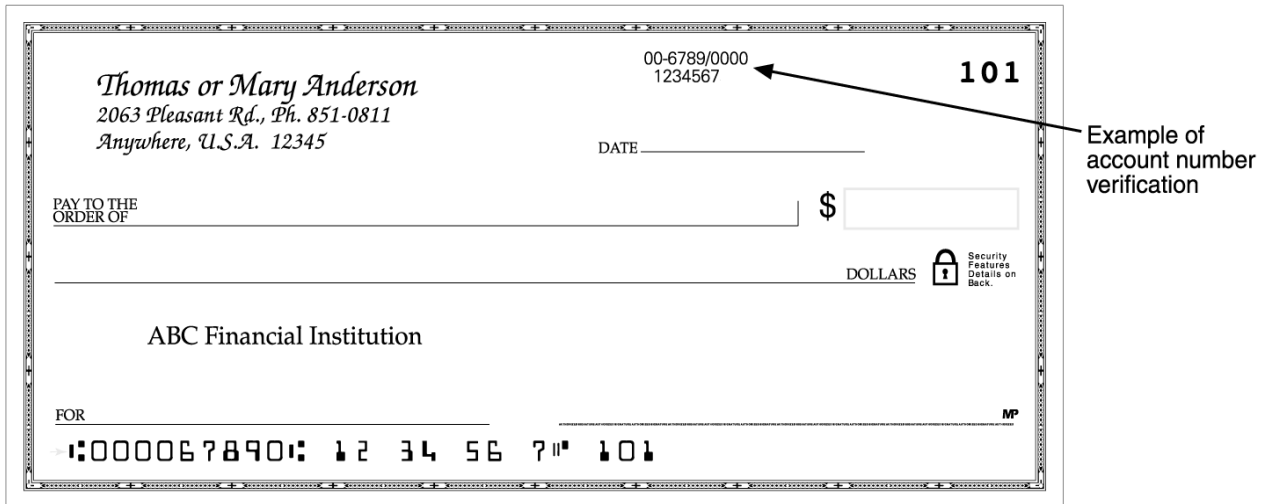 00-6789/0000
1234567
101
Thomas or Mary Anderson
2063 Pleasant Rd., Ph. 851-0811
Anywhere, U.S.A. 12345
DATE
Example of
account number
verification
PAY TO THE
ORDER OF
$
DOLLARS
Security
Features
Details on
Back.
ABC Financial Institution
FOR
MP
⑆000067890⑆ 12 34 56 7⑈ 101